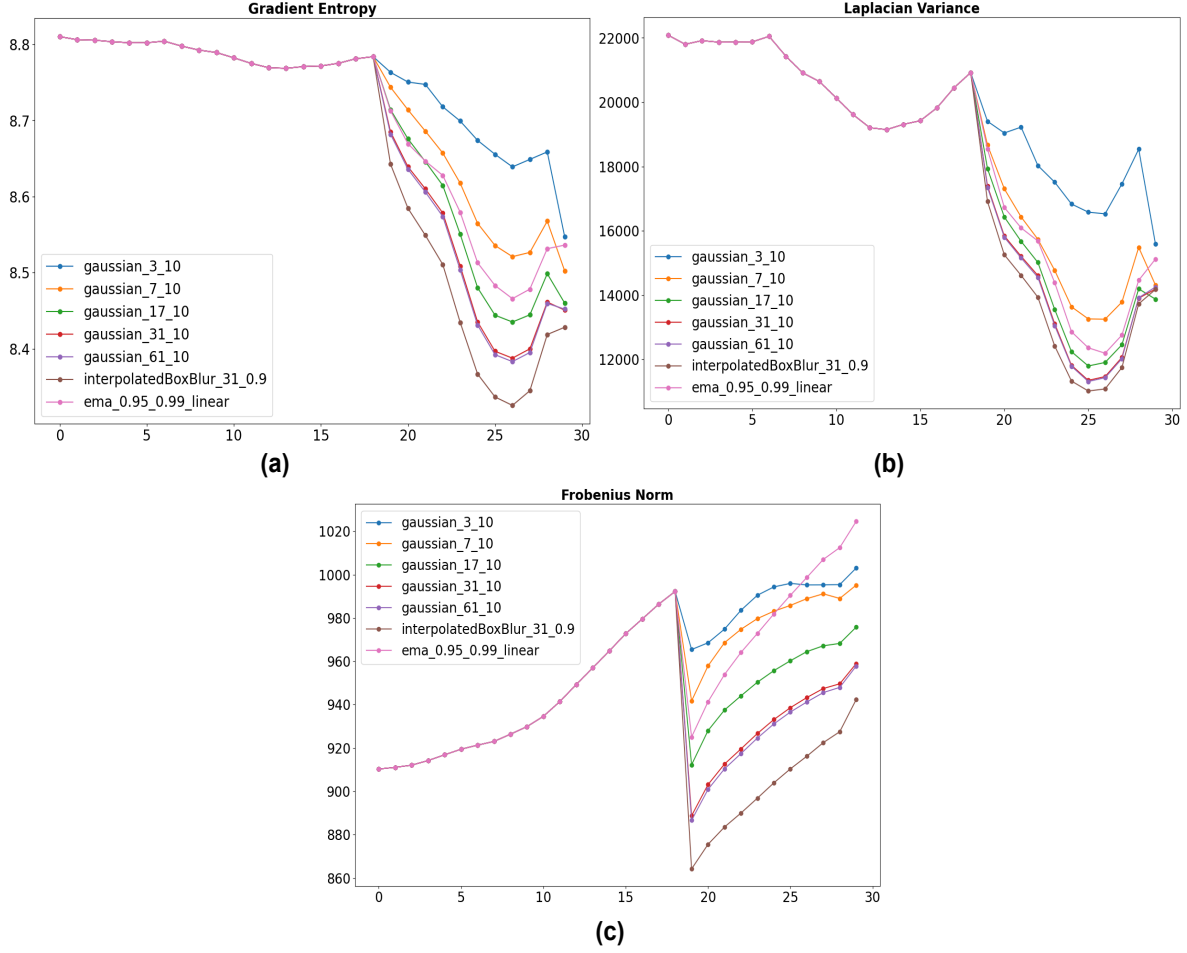 Gradient Entropy
8.8
8.7
8.6
8.5
8.4
gaussian_3_10
gaussian_7_10
gaussian_17_10
gaussian_31_10
gaussian_61_10
interpolatedBoxBlur_31_0.9
ema_0.95_0.99_linear
0 5 10 15 20 25 30
(a)
Laplacian Variance
22000
20000
18000
16000
14000
12000
gaussian_3_10
gaussian_7_10
gaussian_17_10
gaussian_31_10
gaussian_61_10
interpolatedBoxBlur_31_0.9
ema_0.95_0.99_linear
0 5 10 15 20 25 30
(b)
Frobenius Norm
1020
1000
980
960
940
920
900
880
860
gaussian_3_10
gaussian_7_10
gaussian_17_10
gaussian_31_10
gaussian_61_10
interpolatedBoxBlur_31_0.9
ema_0.95_0.99_linear
0 5 10 15 20 25 30
(c)